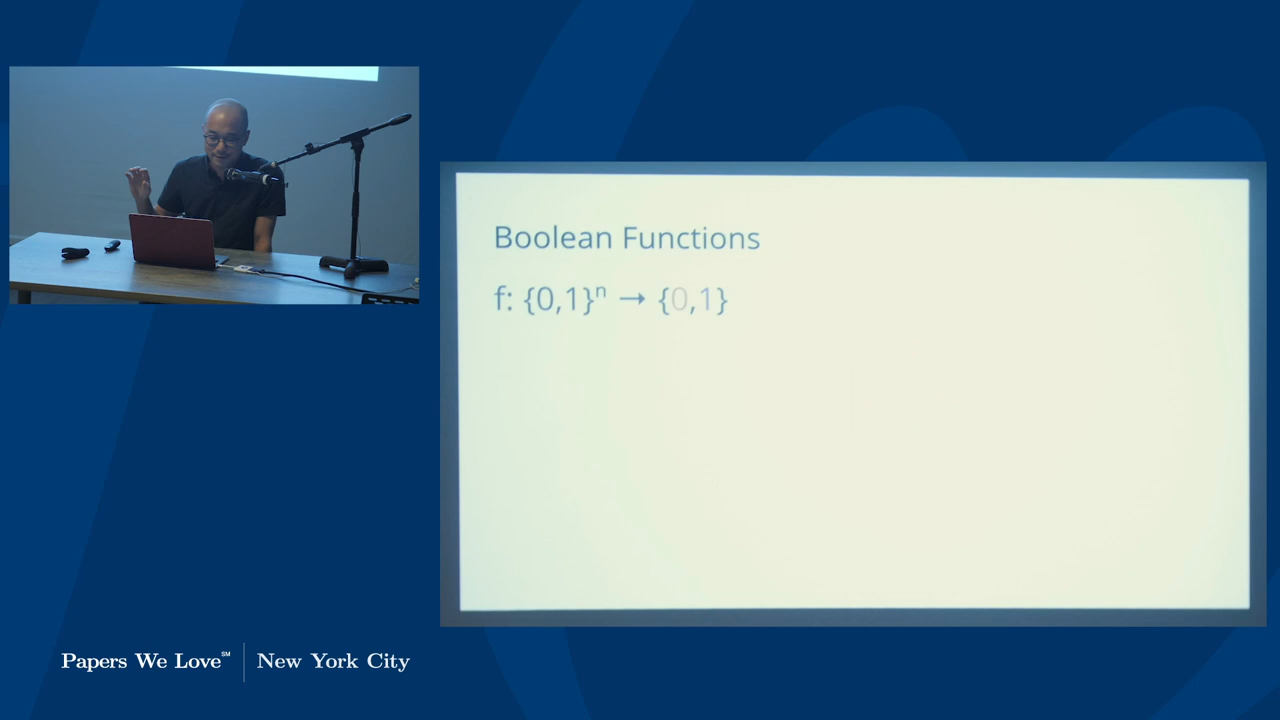 Boolean Functions
f: {0,1}ⁿ → {0,1}
Papers We Love℠ | New York City